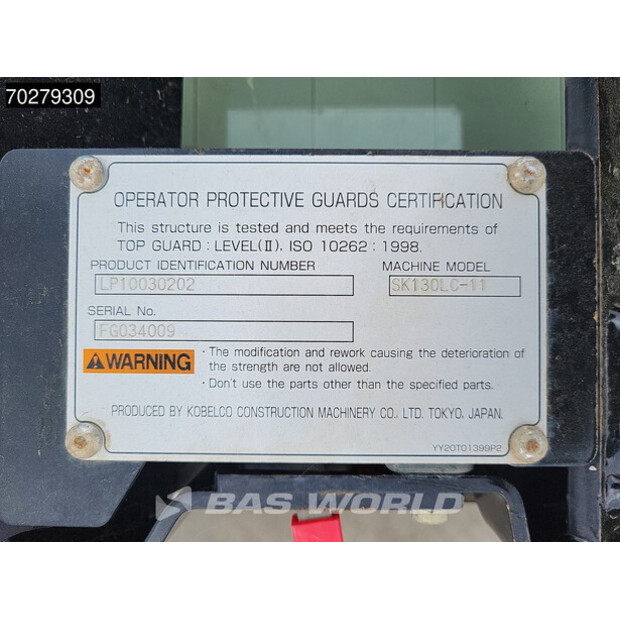 70279309
OPERATOR PROTECTIVE GUARDS CERTIFICATION
This structure is tested and meets the requirements of
TOP GUARD : LEVEL(Ⅱ), ISO 10262 : 1998.
PRODUCT IDENTIFICATION NUMBER MACHINE MODEL
LP10030202 SK130LC-11
SERIAL No.
FG034009
WARNING
· The modification and rework causing the deterioration of
the strength are not allowed.
· Don't use the parts other than the specified parts.
PRODUCED BY KOBELCO CONSTRUCTION MACHINERY CO., LTD. TOKYO, JAPAN.
YY20T01399P2
BAS WORLD